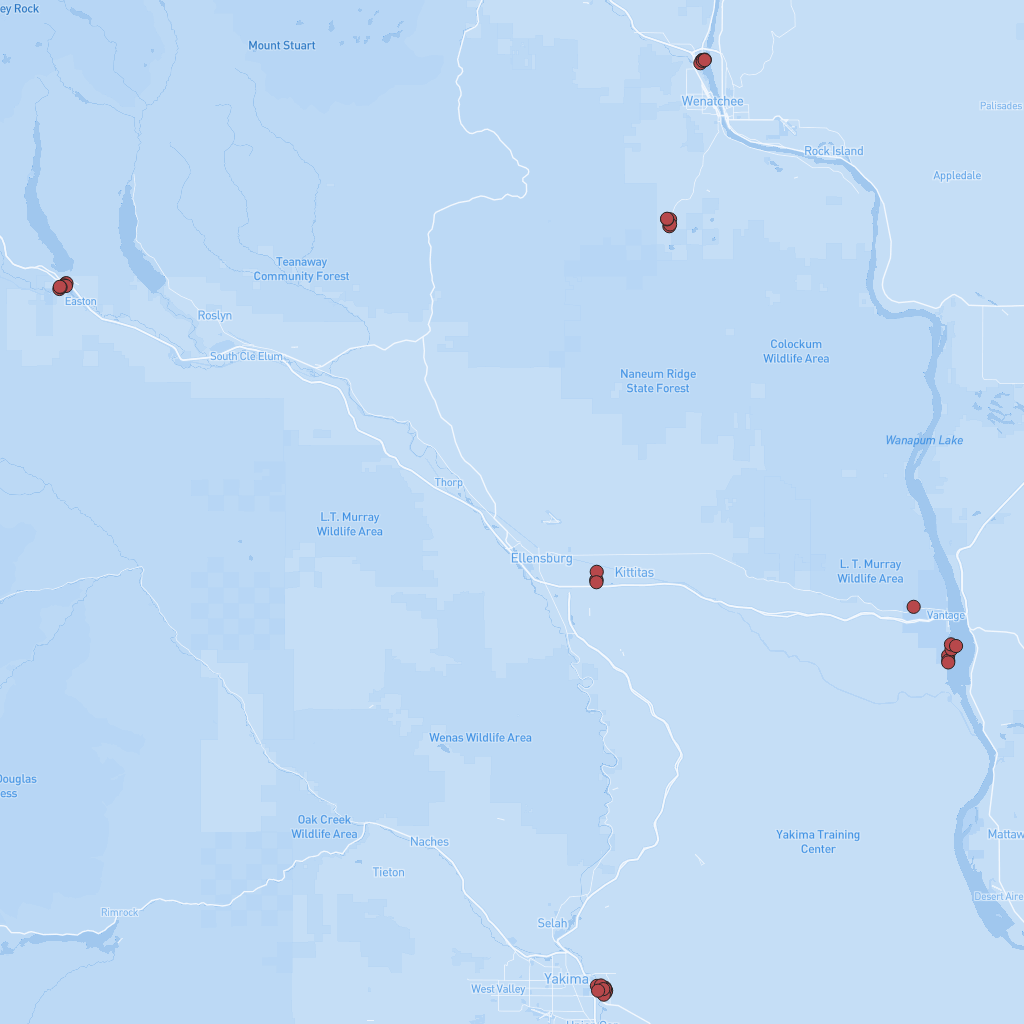 ey Rock
Mount Stuart
Wenatchee
Palisades
Rock Island
Appledale
Teanaway
Community Forest
Easton
Roslyn
South Cle Elum
Colockum
Wildlife Area
Naneum Ridge
State Forest
Wanapum Lake
Thorp
L.T. Murray
Wildlife Area
Ellensburg
Kittitas
L. T. Murray
Wildlife Area
Vantage
Wenas Wildlife Area
Douglas
ess
Oak Creek
Wildlife Area
Naches
Yakima Training
Center
Mattaw
Tieton
Desert Aire
Rimrock
Selah
Yakima
West Valley
Union Gap